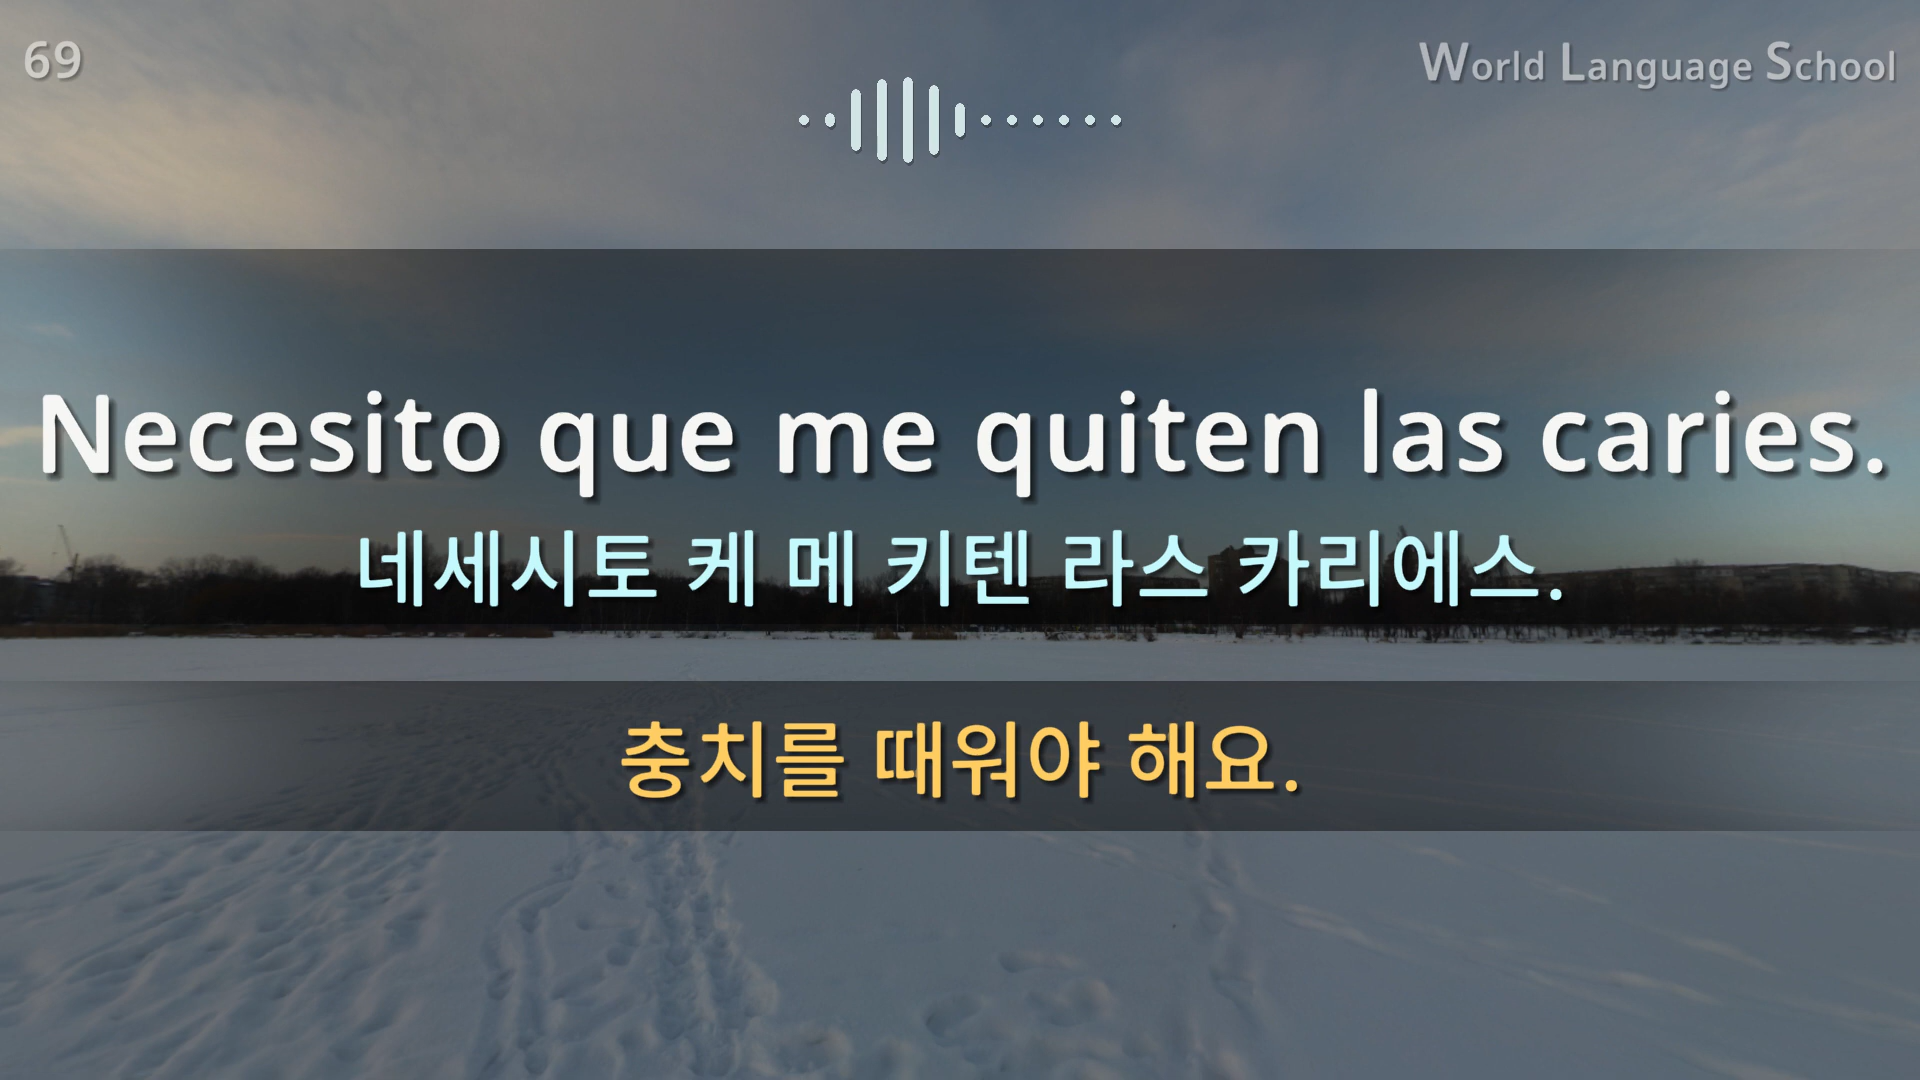 69
World Language School
Necesito que me quiten las caries.
네세시토 케 메 키텐 라스 카리에스.
충치를 때워야 해요.